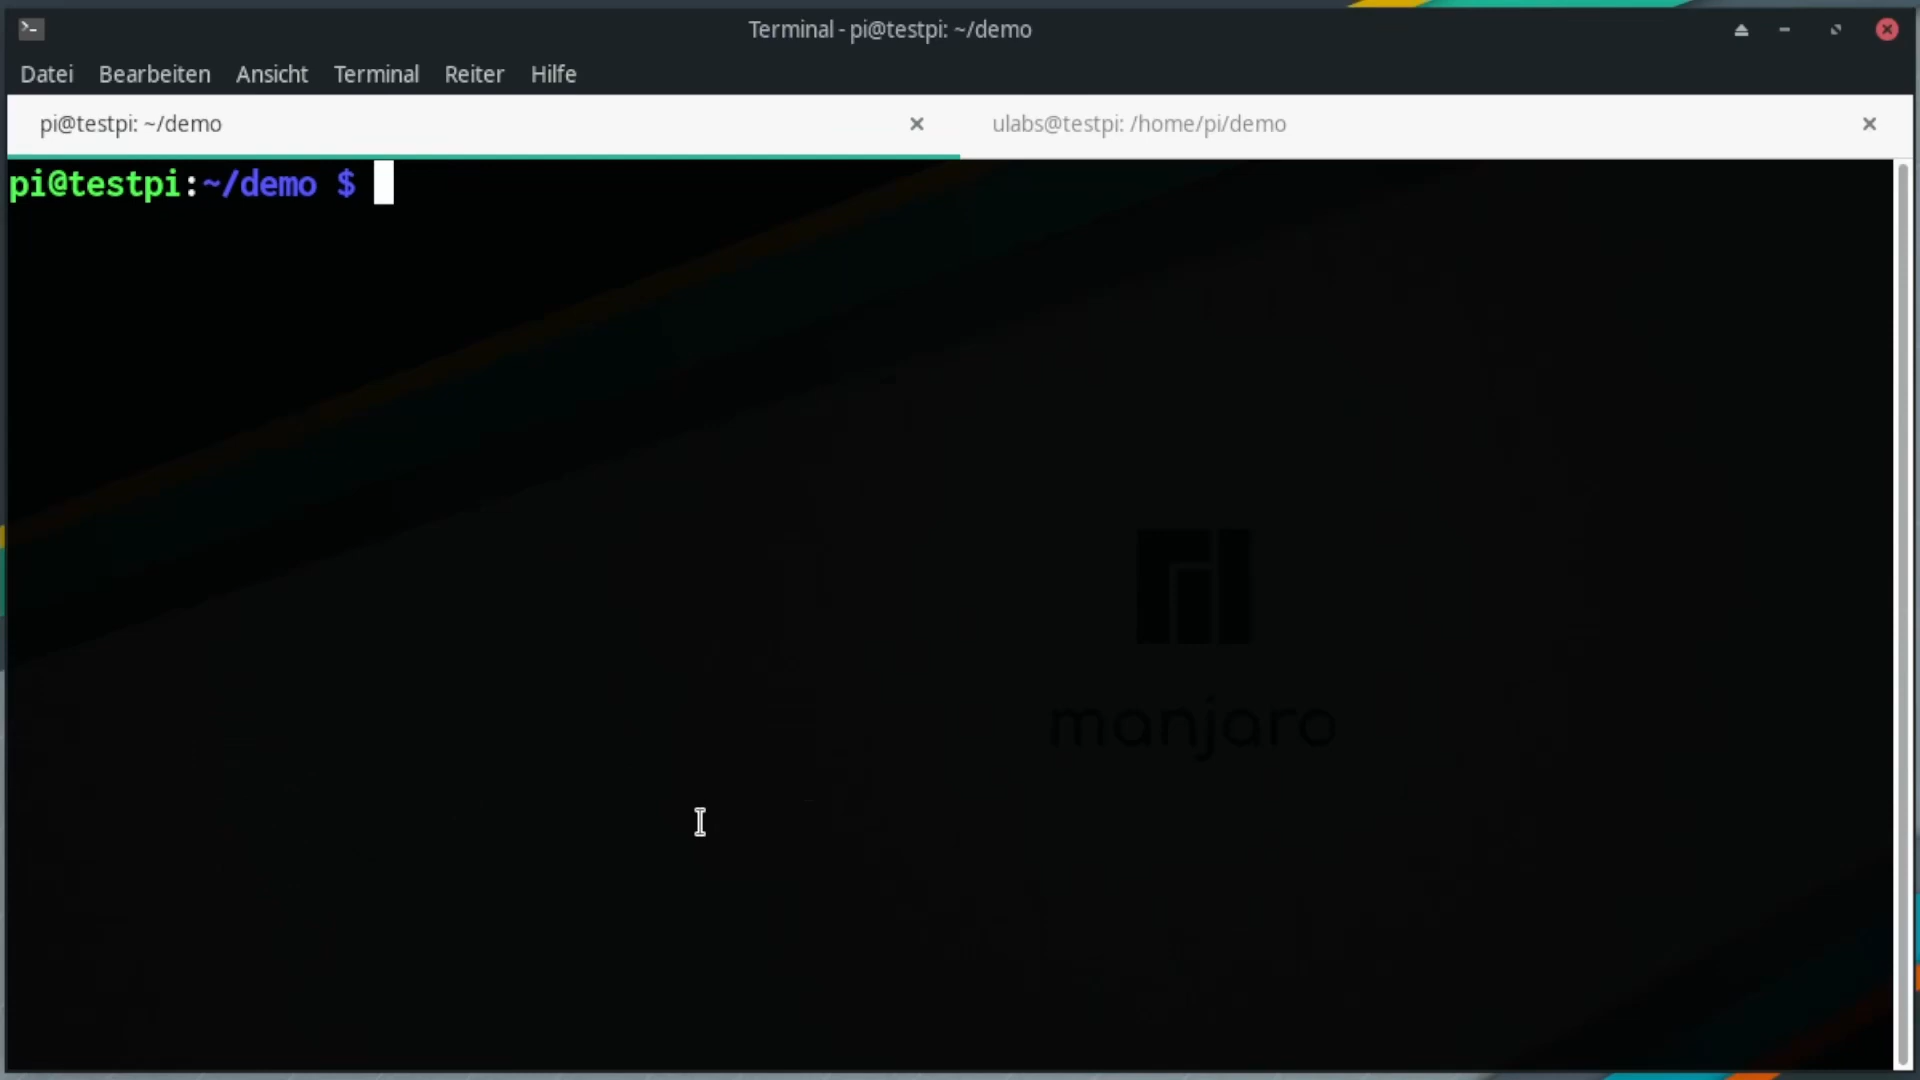 Terminal - pi@testpi: ~/demo
Datei Bearbeiten Ansicht Terminal Reiter Hilfe
pi@testpi: ~/demo
ulabs@testpi: /home/pi/demo
pi@testpi:~/demo $
manjaro